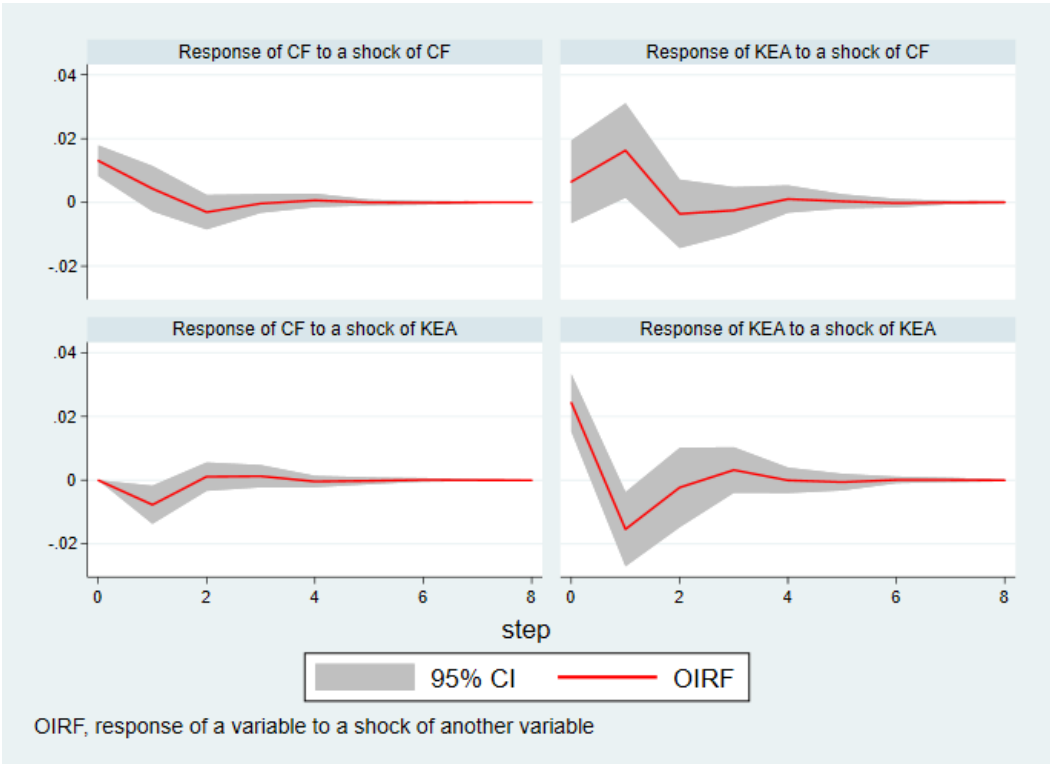 Response of CF to a shock of CF
Response of KEA to a shock of CF
.04
.02
0
-.02
Response of CF to a shock of KEA
Response of KEA to a shock of KEA
.04
.02
0
-.02
0 2 4 6 8
0 2 4 6 8
step
95% CI OIRF
OIRF, response of a variable to a shock of another variable